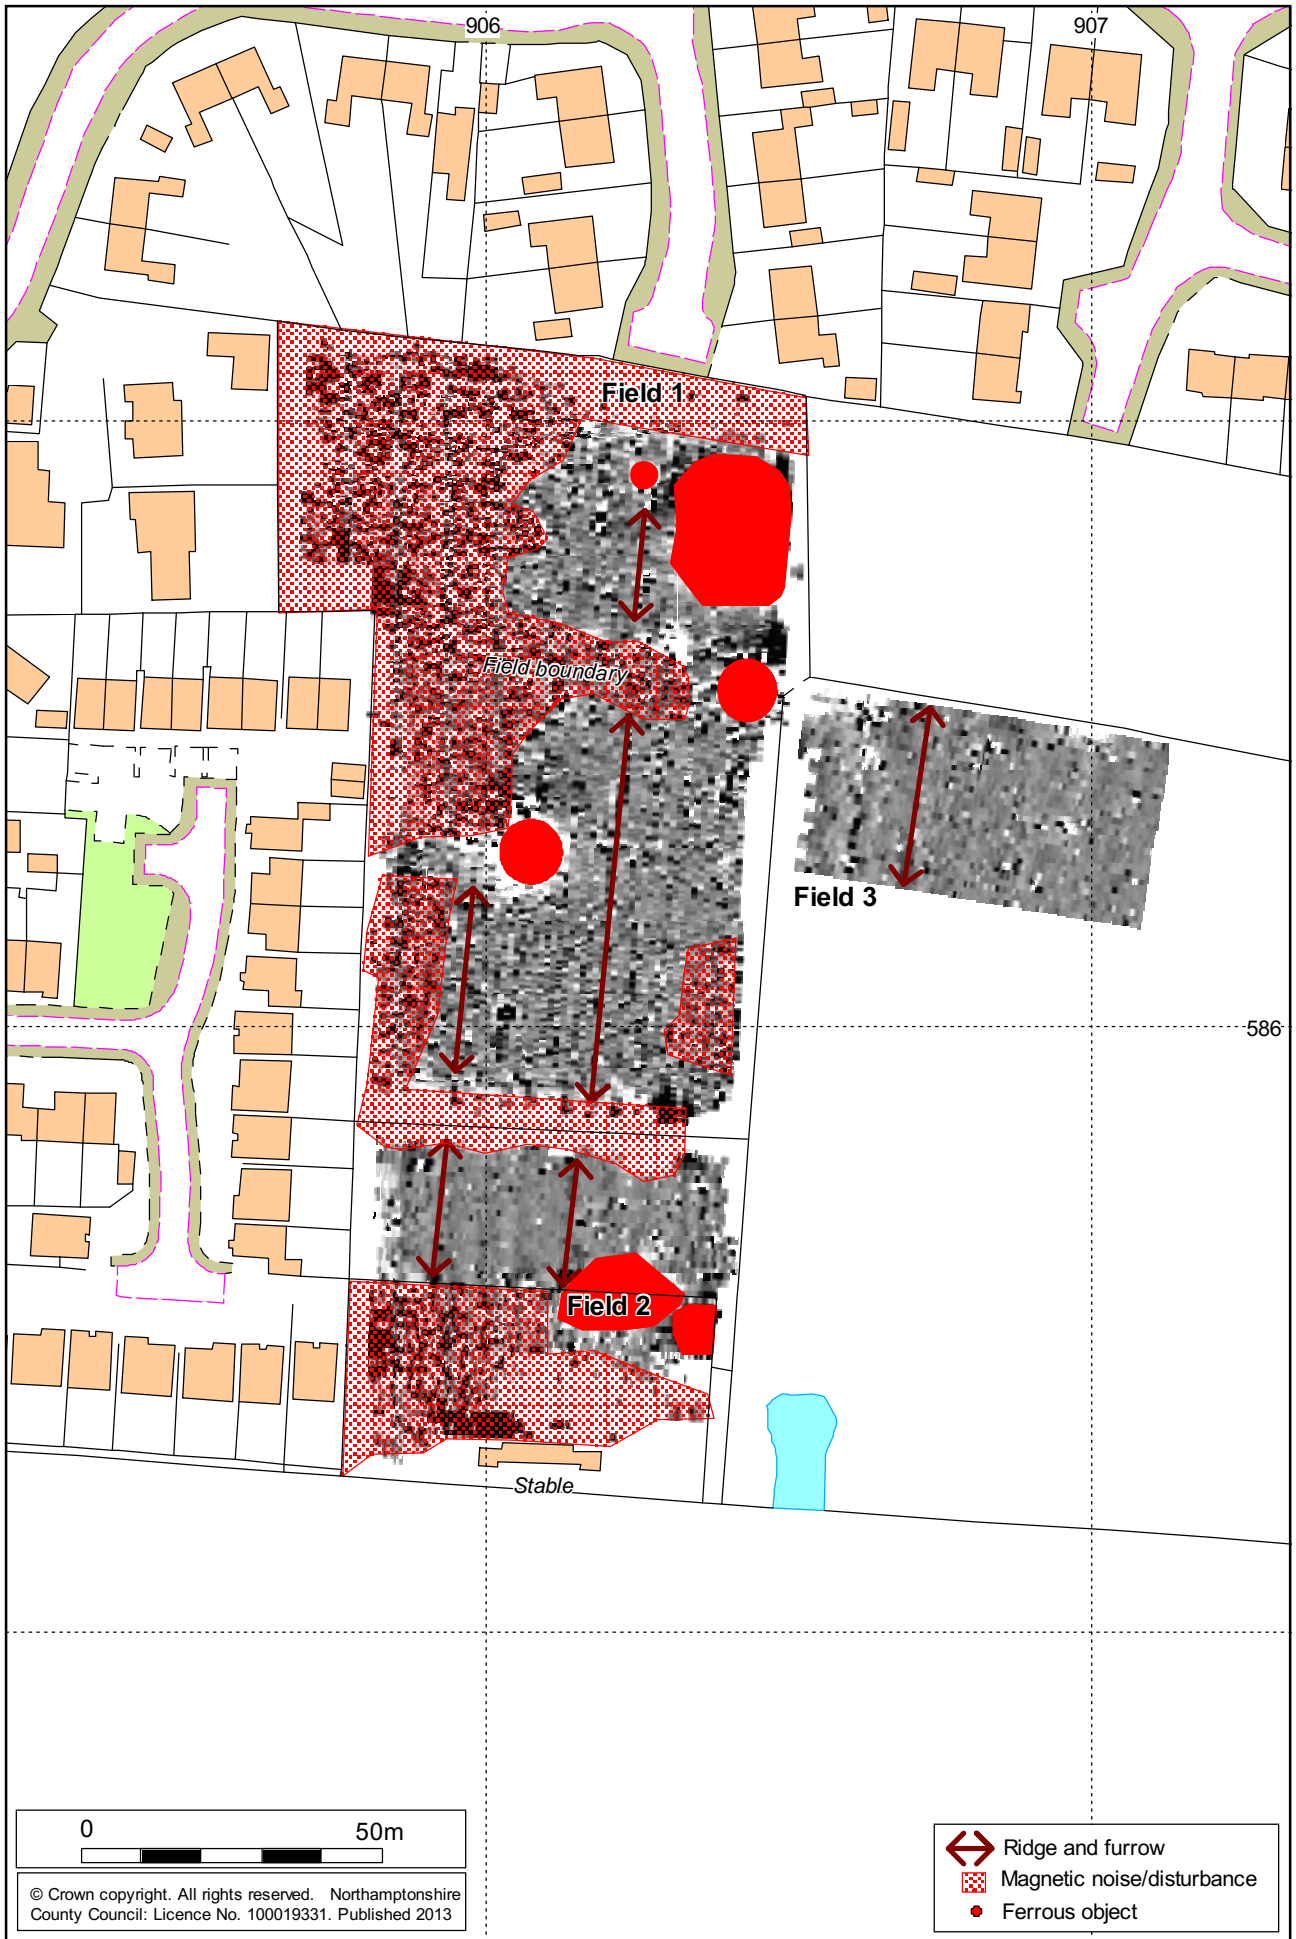 906
907
Field 1
Field boundary
Field 3
586
Field 2
Stable
0 50m
© Crown copyright. All rights reserved. Northamptonshire
County Council: Licence No. 100019331. Published 2013
Ridge and furrow
Magnetic noise/disturbance
Ferrous object